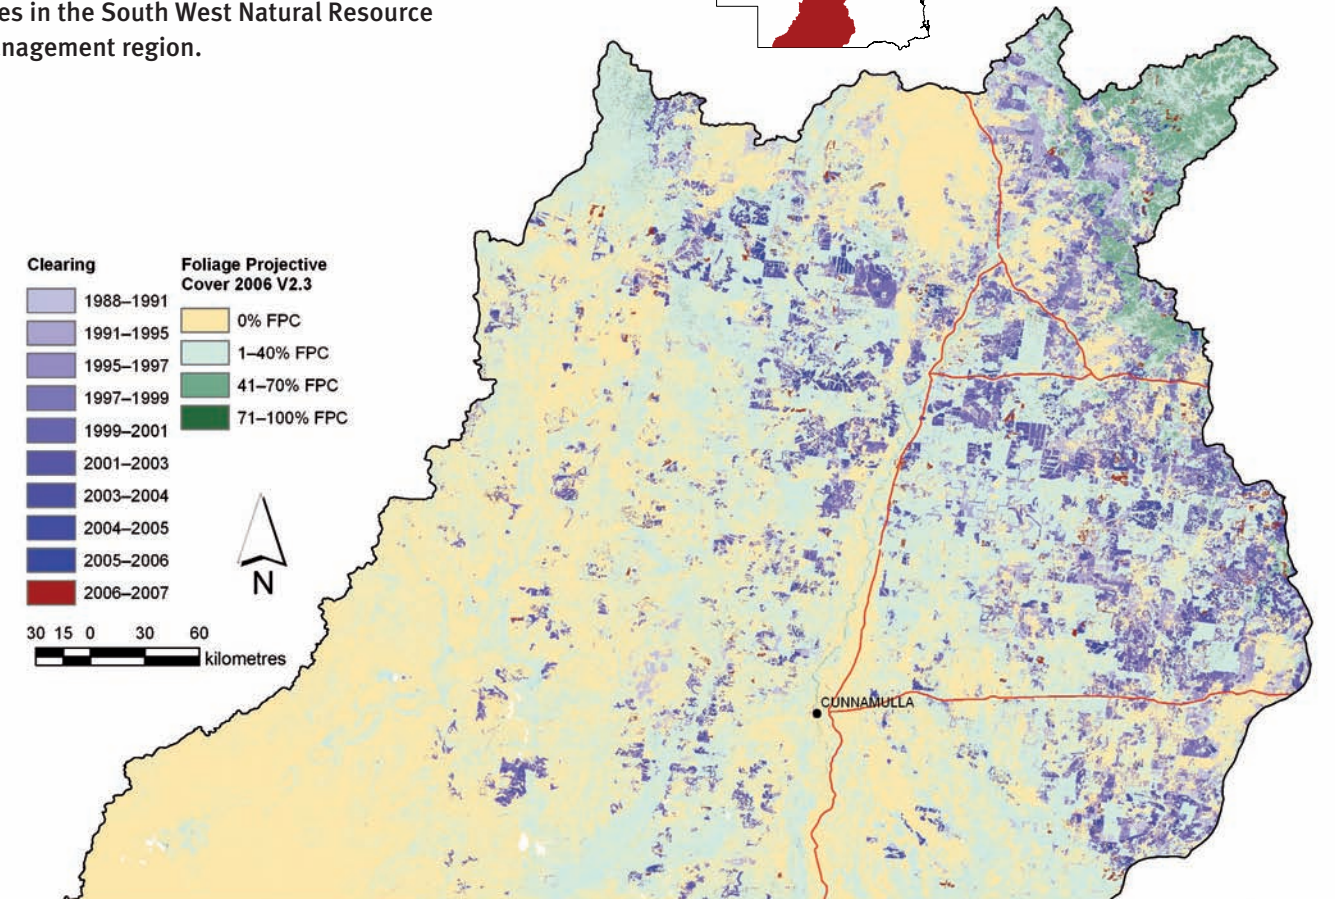 es in the South West Natural Resource
nagement region.
Clearing
1988–1991
1991–1995
1995–1997
1997–1999
1999–2001
2001–2003
2003–2004
2004–2005
2005–2006
2006–2007
Foliage Projective
Cover 2006 V2.3
0% FPC
1–40% FPC
41–70% FPC
71–100% FPC
N
30 15 0 30 60
kilometres
CUNNAMULLA